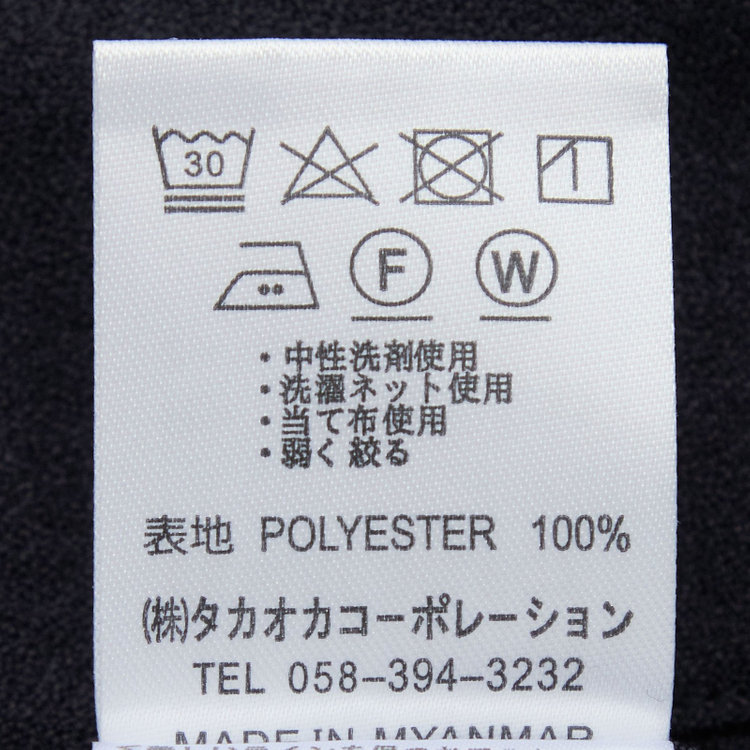 30
F W
・中性洗剤使用
・洗濯ネット使用
・当て布使用
・弱く絞る
表地 POLYESTER 100%
(株)タカオカコーポレーション
TEL 058-394-3232
MADE IN MYANMAR